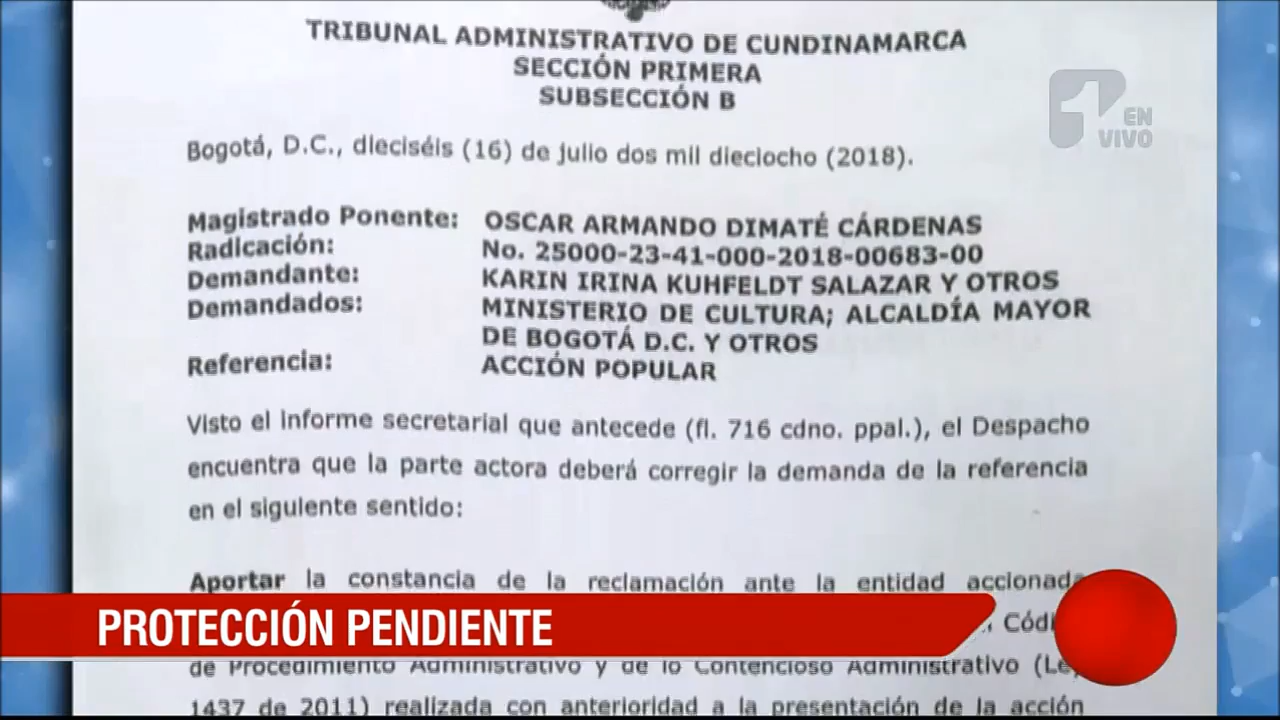 TRIBUNAL ADMINISTRATIVO DE CUNDINAMARCA
SECCIÓN PRIMERA
SUBSECCIÓN B
1 EN
VIVO
Bogotá, D.C., dieciséis (16) de julio dos mil dieciocho (2018).
Magistrado Ponente: OSCAR ARMANDO DIMATÉ CÁRDENAS
Radicación: No. 25000-23-41-000-2018-00683-00
Demandante: KARIN IRINA KUHFELDT SALAZAR Y OTROS
Demandados: MINISTERIO DE CULTURA; ALCALDÍA MAYOR
DE BOGOTÁ D.C. Y OTROS
Referencia: ACCIÓN POPULAR
Visto el informe secretarial que antecede (fl. 716 cdno. ppal.), el Despacho
encuentra que la parte actora deberá corregir la demanda de la referencia
en el siguiente sentido:
Aportar la constancia de la reclamación ante la entidad accionada
PROTECCIÓN PENDIENTE
de Procedimiento Administrativo y de lo Contencioso Administrativo (Ley
1437 de 2011) realizada con anterioridad a la presentación de la acción